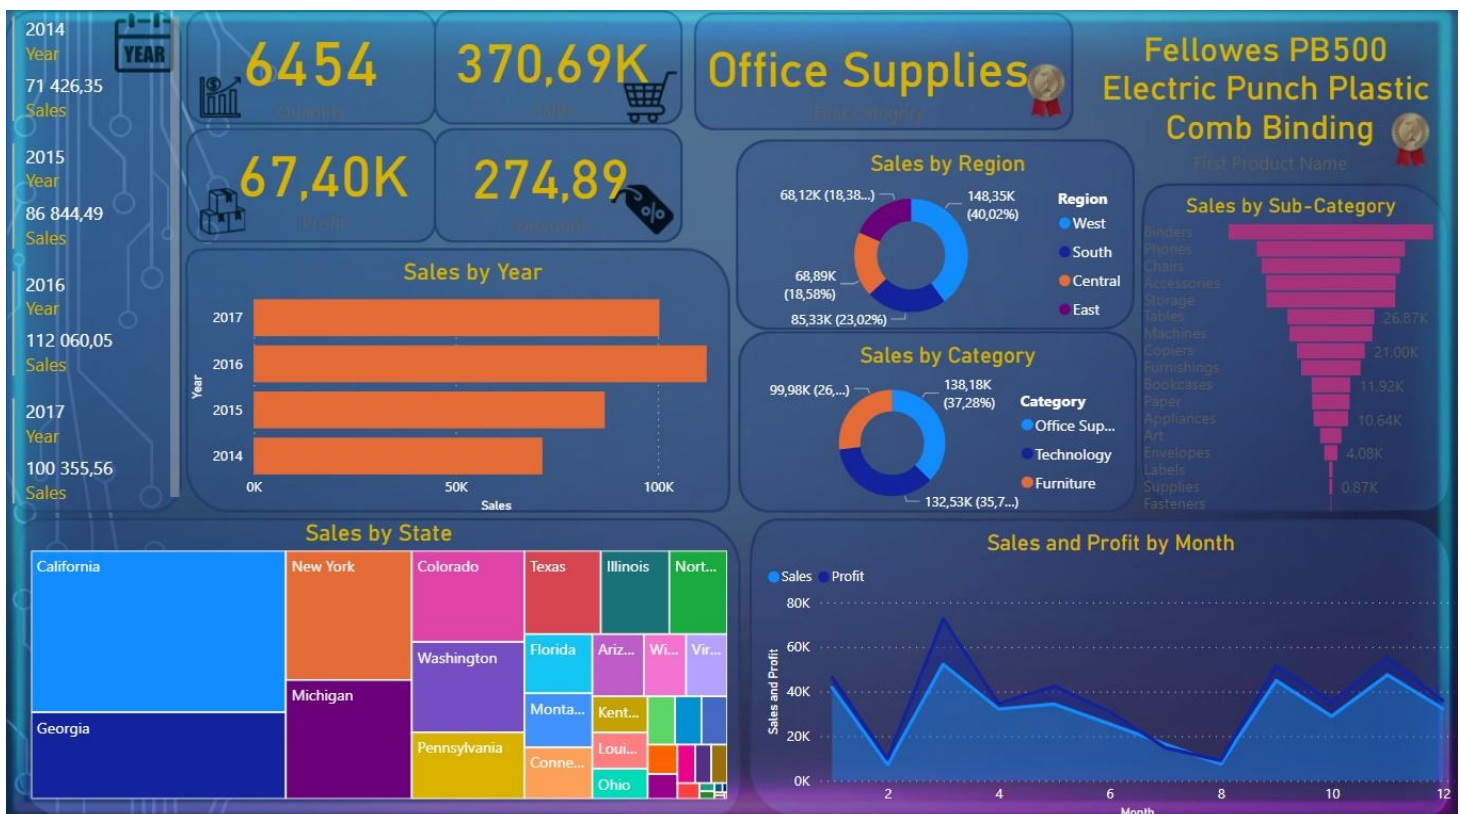 2014
Year
71 426,35
Sales
2015
Year
86 844,49
Sales
2016
Year
112 060,05
Sales
2017
Year
100 355,56
Sales
YEAR
6454
Quantity
370,69K
Sales
67,40K
Profit
274,89
Discount
Office Supplies
First Category
Fellowes PB500
Electric Punch Plastic
Comb Binding
First Product Name
Sales by Year
Year
2017
2016
2015
2014
0K
50K
100K
Sales
Sales by Region
68,12K (18,38...)
148,35K
(40,02%)
68,89K
(18,58%)
85,33K (23,02%)
Region
West
South
Central
East
Sales by Category
99,98K (26,...)
138,18K
(37,28%)
132,53K (35,7...)
Category
Office Sup...
Technology
Furniture
Sales by Sub-Category
Binders
Phones
Chairs
Accessories
Storage
Tables
26.87K
Machines
Copiers
21.00K
Furnishings
Bookcases
11.92K
Paper
Appliances
10.64K
Art
Envelopes
4.08K
Labels
Supplies
0.87K
Fasteners
Sales by State
California
Georgia
New York
Michigan
Colorado
Washington
Pennsylvania
Texas
Illinois
Nort...
Florida
Ariz...
Wi...
Vir...
Monta...
Kent...
Conne...
Loui...
Ohio
Sales and Profit by Month
Sales
Profit
Sales and Profit
80K
60K
40K
20K
0K
2
4
6
8
10
12
Month